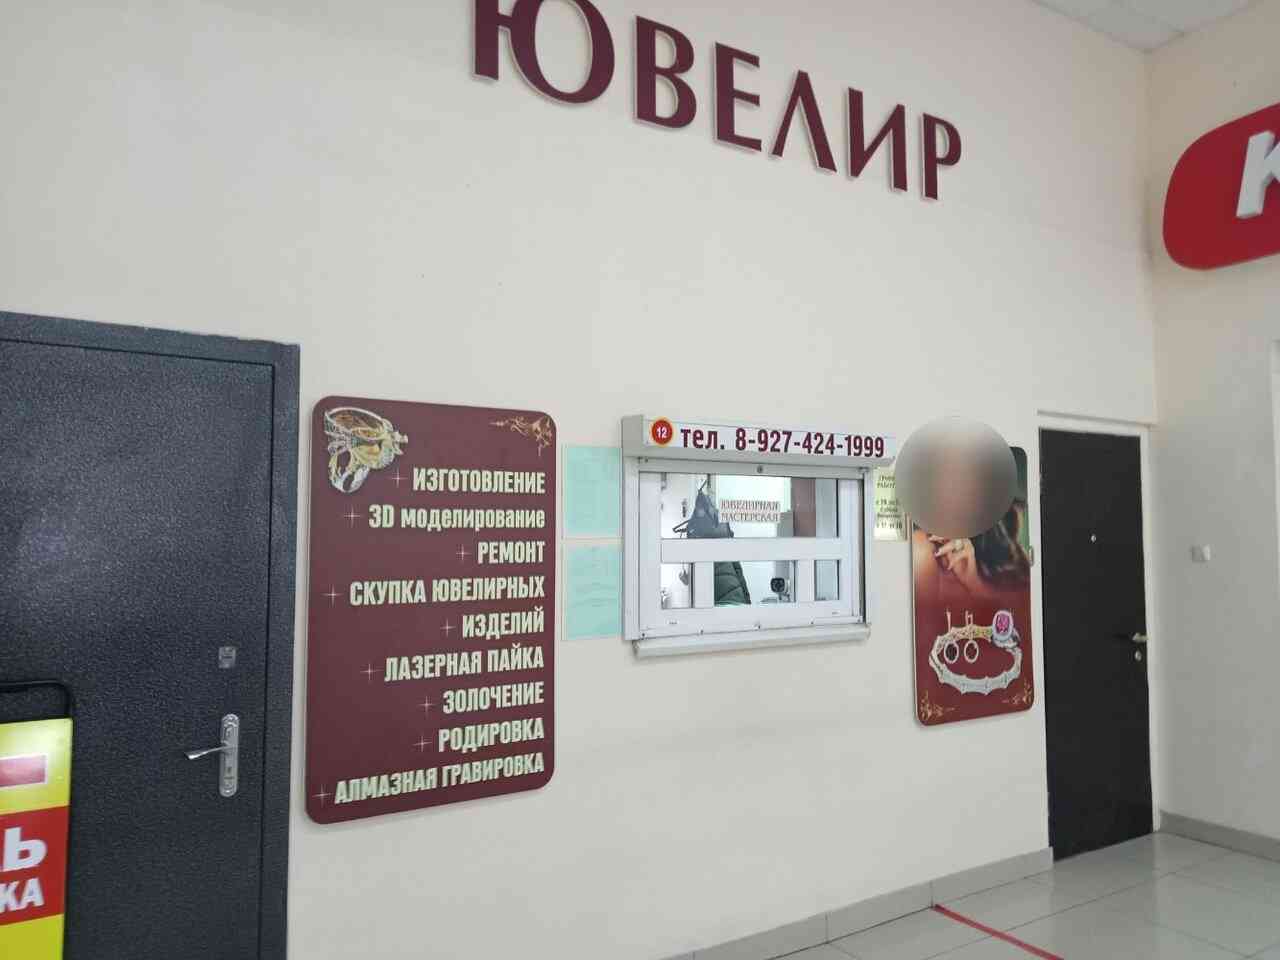 ЮВЕЛИР
ИЗГОТОВЛЕНИЕ
3D моделирование
РЕМОНТ
СКУПКА ЮВЕЛИРНЫХ
ИЗДЕЛИЙ
ЛАЗЕРНАЯ ПАЙКА
ЗОЛОЧЕНИЕ
РОДИРОВКА
АЛМАЗНАЯ ГРАВИРОВКА
12 тел. 8-927-424-1999
ЮВЕЛИРНАЯ
МАСТЕРСКАЯ
К
Ь
КА